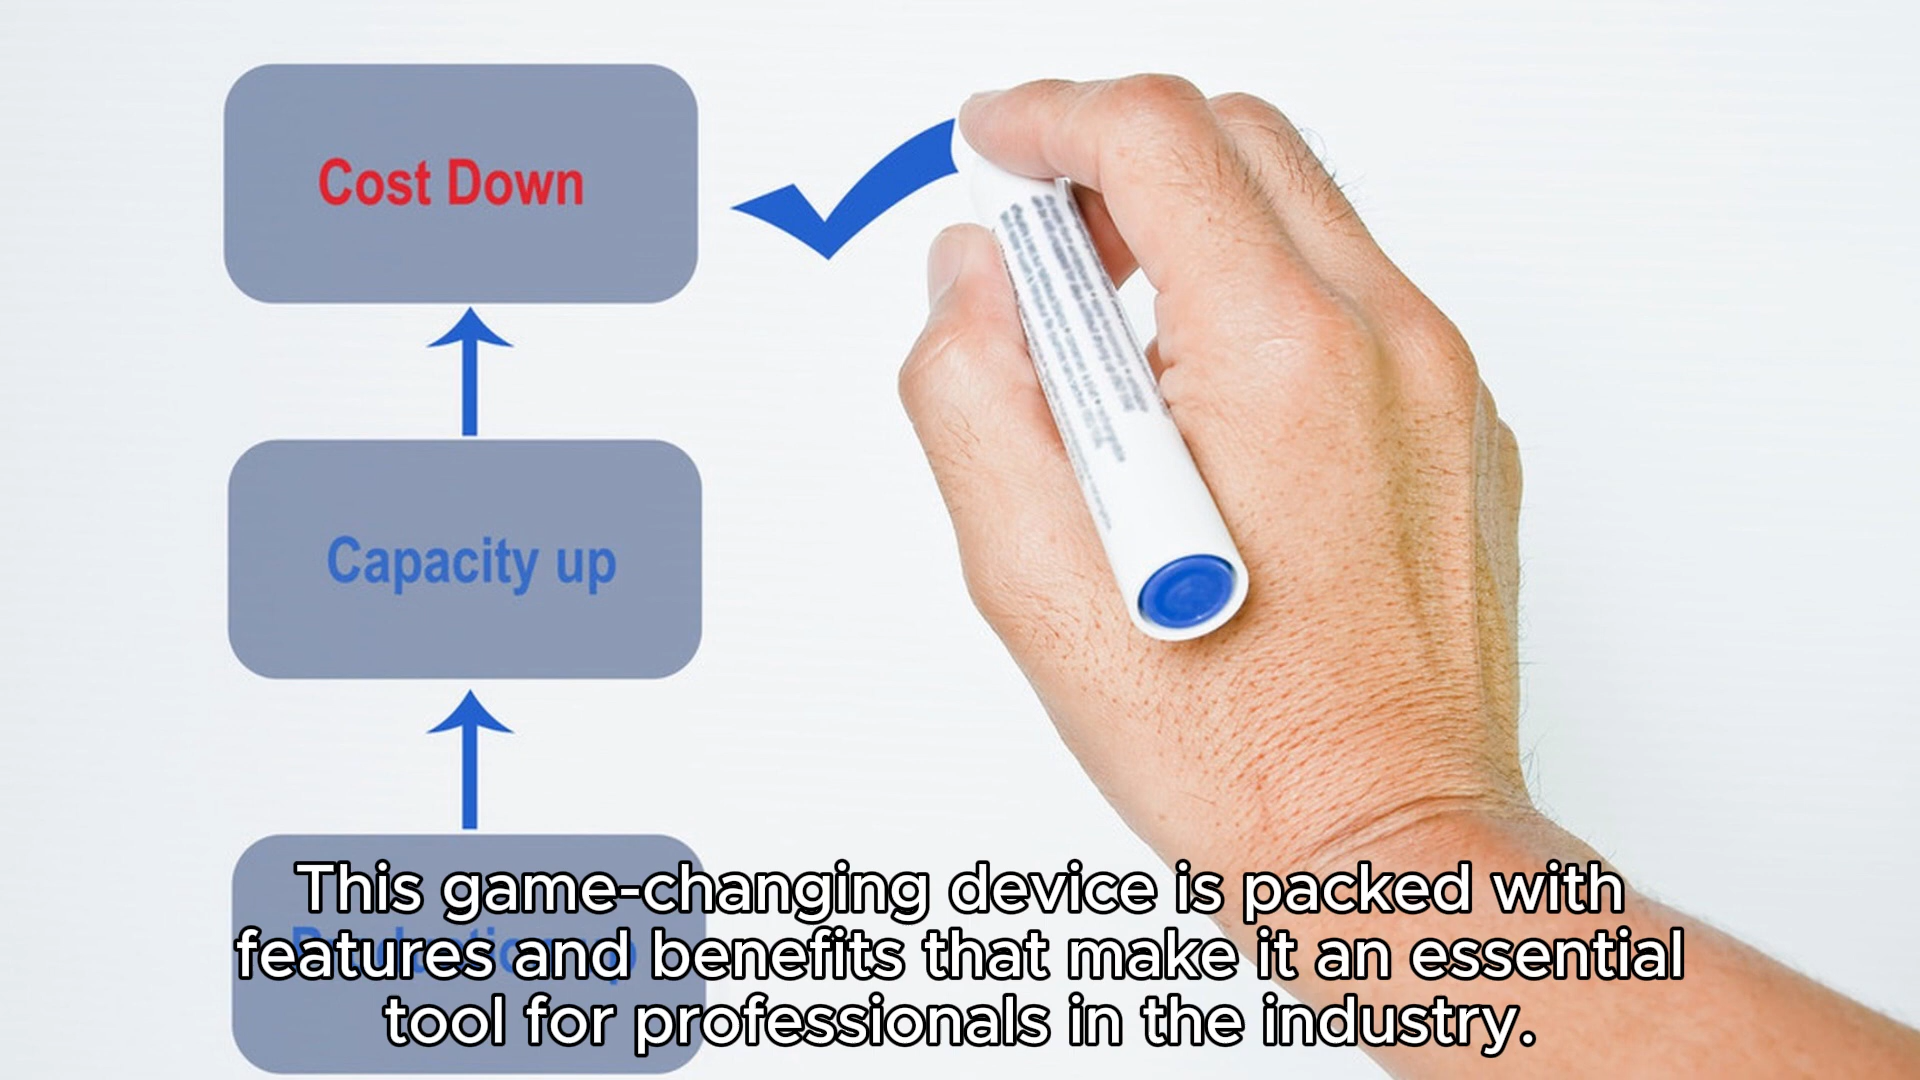 Cost Down
Capacity up
This game-changing device is packed with
features and benefits that make it an essential
tool for professionals in the industry.